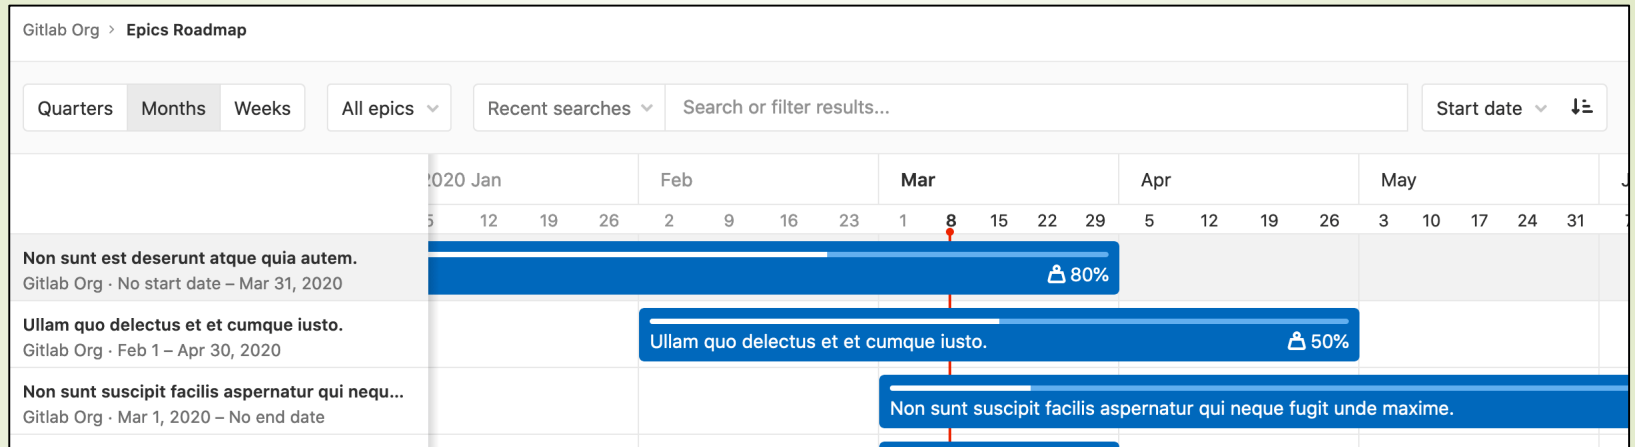 Gitlab Org > Epics Roadmap
Quarters Months Weeks All epics Recent searches Search or filter results... Start date
2020 Jan Feb Mar Apr May
12 19 26 2 9 16 23 1 8 15 22 29 5 12 19 26 3 10 17 24 31
Non sunt est deserunt atque quia autem.
Gitlab Org · No start date – Mar 31, 2020
80%
Ullam quo delectus et et cumque iusto.
Gitlab Org · Feb 1 – Apr 30, 2020
Ullam quo delectus et et cumque iusto. 50%
Non sunt suscipit facilis aspernatur qui nequ...
Gitlab Org · Mar 1, 2020 – No end date
Non sunt suscipit facilis aspernatur qui neque fugit unde maxime.